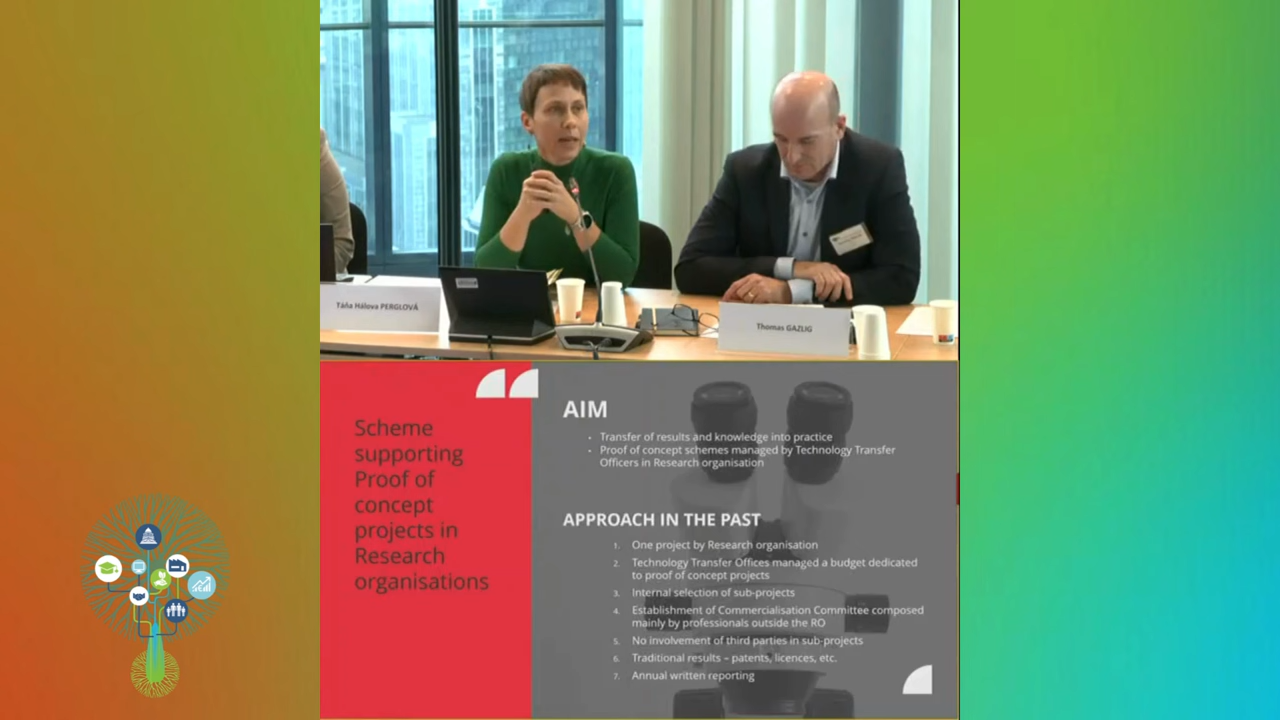 Táňa Hálova PERGLOVÁ
Thomas GAZLIG
Scheme
supporting
Proof of
concept
projects in
Research
organisations
AIM
• Transfer of results and knowledge into practice
• Proof of concept schemes managed by Technology Transfer
Officers in Research organisation
APPROACH IN THE PAST
1. One project by Research organisation
2. Technology Transfer Offices managed a budget dedicated
to proof of concept projects
3. Internal selection of sub-projects
4. Establishment of Commercialisation Committee composed
mainly by professionals outside the RO
5. No involvement of third parties in sub-projects
6. Traditional results – patents, licences, etc.
7. Annual written reporting